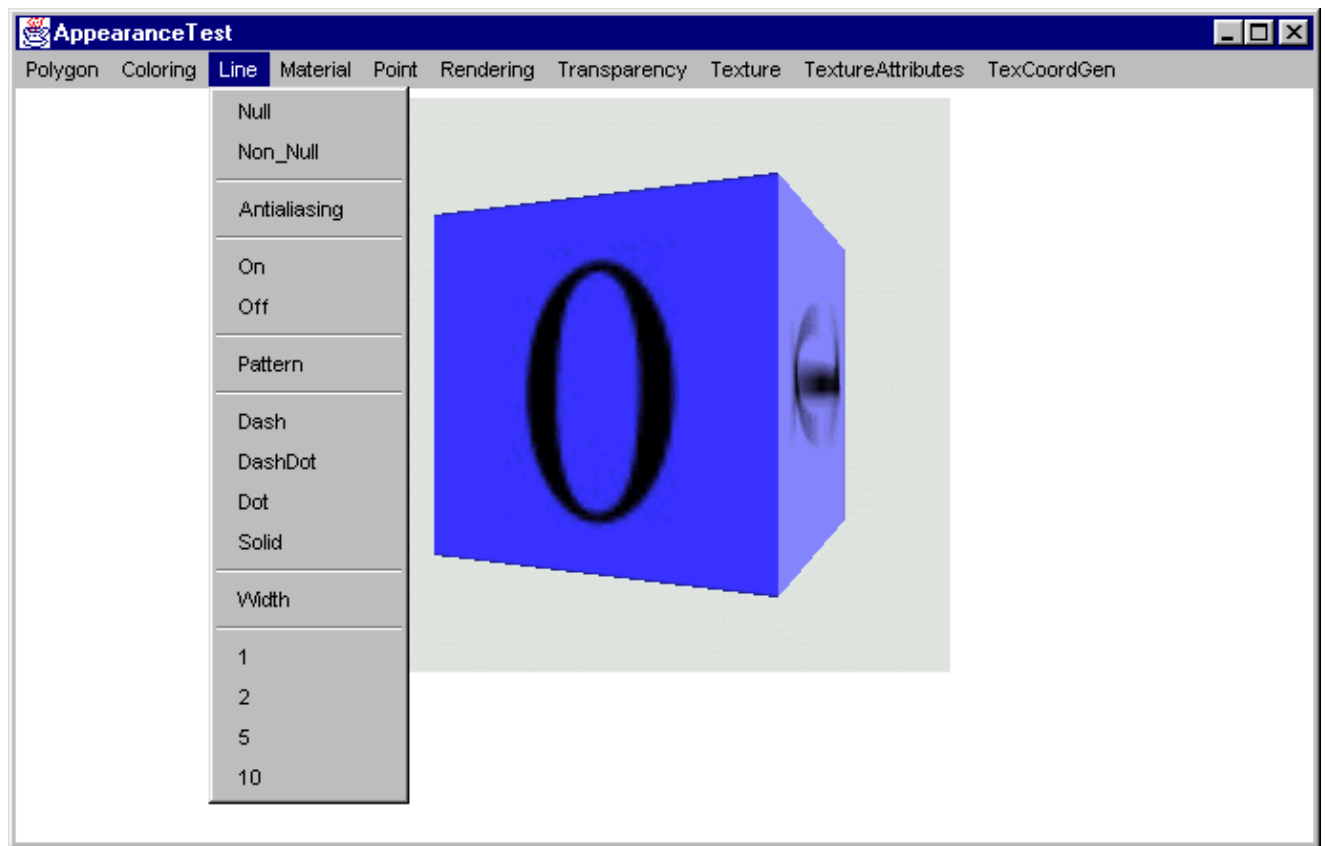 AppearanceTest
Polygon Coloring Line Material Point Rendering Transparency Texture TextureAttributes TexCoordGen
Null
Non_Null
Antialiasing
On
Off
Pattern
Dash
DashDot
Dot
Solid
Width
1
2
5
10
0